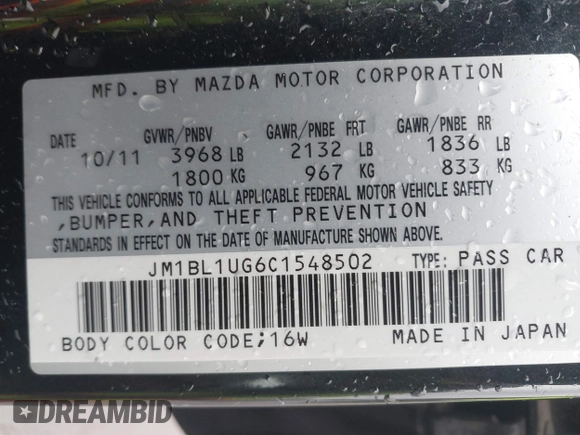 MFD. BY MAZDA MOTOR CORPORATION
DATE GVWR/PNBV GAWR/PNBE FRT GAWR/PNBE RR
10/11 3968 LB 2132 LB 1836 LB
1800 KG 967 KG 833 KG
THIS VEHICLE CONFORMS TO ALL APPLICABLE FEDERAL MOTOR VEHICLE SAFETY
,BUMPER,AND THEFT PREVENTION
STANDARDS IN EFFECT ON THE DATE OF MANUFACTURE SHOWN ABOVE.
JM1BL1UG6C1548502 TYPE: PASS CAR
BODY COLOR CODE;16W MADE IN JAPAN
DREAMBID